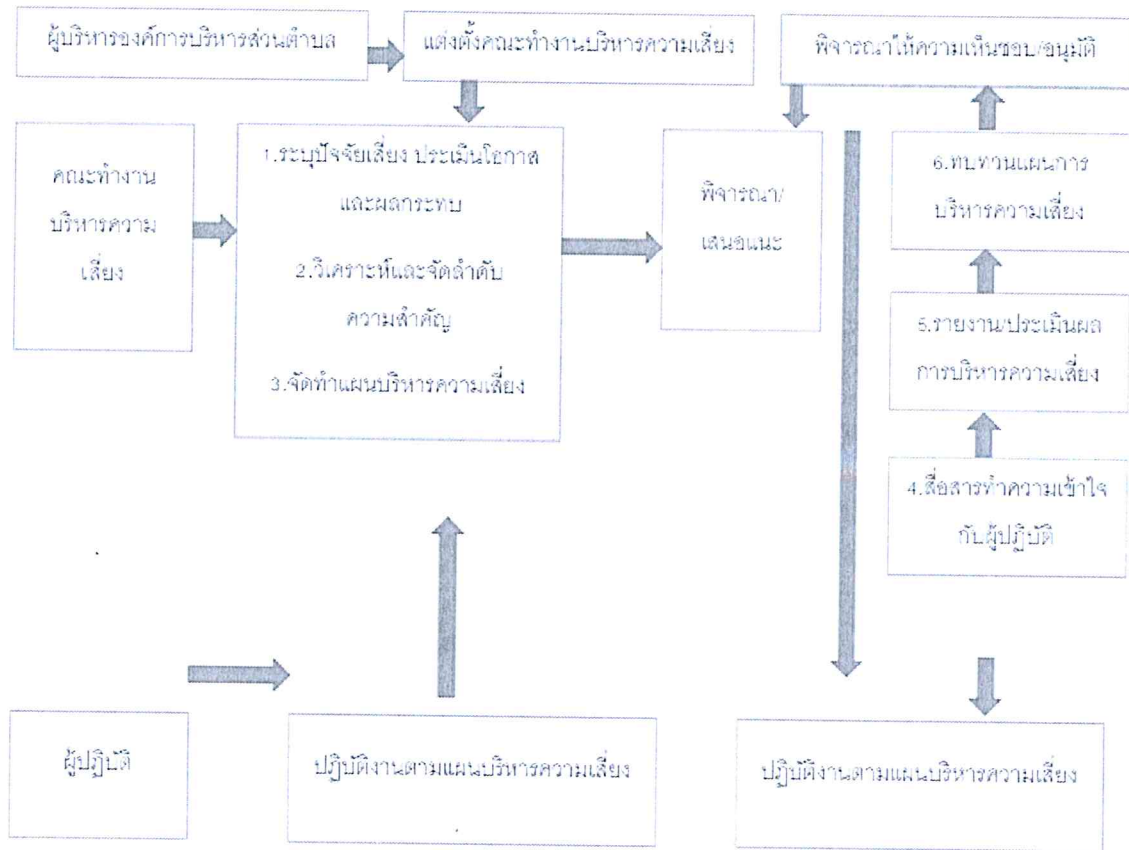 ผู้บริหารองค์การบริหารส่วนตำบล
แต่งตั้งคณะทำงานบริหารความเสี่ยง
พิจารณาให้ความเห็นชอบ/อนุมัติ
คณะทำงาน
บริหารความ
เสี่ยง
1.ระบุปัจจัยเสี่ยง ประเมินโอกาส
และผลกระทบ
2.วิเคราะห์และจัดลำดับ
ความสำคัญ
3.จัดทำแผนบริหารความเสี่ยง
พิจารณา/
เสนอแนะ
6.ทบทวนแผนการ
บริหารความเสี่ยง
5.รายงาน/ประเมินผล
การบริหารความเสี่ยง
4.สื่อสารทำความเข้าใจ
กับผู้ปฏิบัติ
ผู้ปฏิบัติ
ปฏิบัติงานตามแผนบริหารความเสี่ยง
ปฏิบัติงานตามแผนบริหารความเสี่ยง